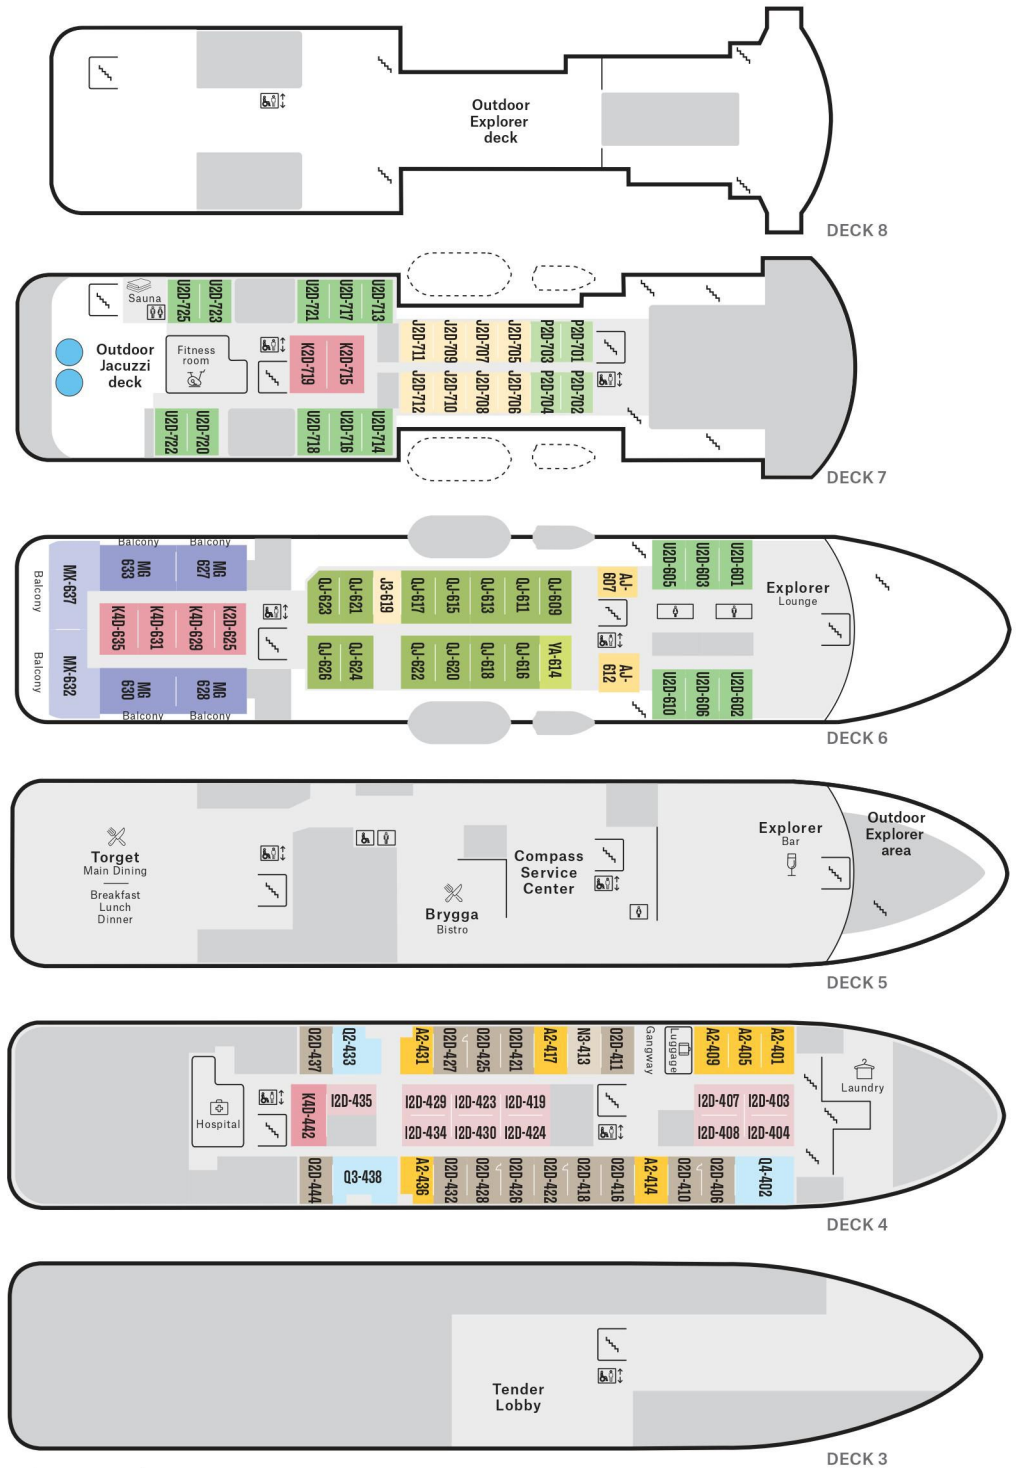 Outdoor
Explorer
deck
DECK 8
Sauna
U2D-725
U2D-723
U2D-721
U2D-717
U2D-713
Outdoor
Jacuzzi
deck
Fitness
room
K2D-719
K2D-715
J2D-711
J2D-709
J2D-707
J2D-705
P2D-703
P2D-701
J2D-712
J2D-710
J2D-708
J2D-706
P2D-704
P2D-702
U2D-722
U2D-720
U2D-718
U2D-716
U2D-714
DECK 7
Balcony
Balcony
Balcony
MX-637
MG
633
MG
627
K4D-635
K4D-631
K4D-629
K2D-625
QJ-623
QJ-621
J3-619
QJ-617
QJ-615
QJ-613
QJ-611
QJ-609
AJ-
607
U2D-605
U2D-603
U2D-601
Explorer
Lounge
Balcony
MX-632
MG
630
MG
628
Balcony
Balcony
QJ-626
QJ-624
QJ-622
QJ-620
QJ-618
QJ-616
YA-614
AJ-
612
U2D-610
U2D-606
U2D-602
DECK 6
Torget
Main Dining
Breakfast
Lunch
Dinner
Brygga
Bistro
Compass
Service
Center
Explorer
Bar
Outdoor
Explorer
area
DECK 5
O2D-437
Q2-433
A2-431
O2D-427
O2D-425
O2D-421
A2-417
N3-413
O2D-411
Gangway
Luggage
A2-409
A2-405
A2-401
Laundry
Hospital
K4D-442
I2D-435
I2D-429
I2D-423
I2D-419
I2D-407
I2D-403
I2D-434
I2D-430
I2D-424
I2D-408
I2D-404
O2D-444
Q3-438
A2-436
O2D-432
O2D-428
O2D-426
O2D-422
O2D-418
O2D-416
A2-414
O2D-410
O2D-406
Q4-402
DECK 4
Tender
Lobby
DECK 3